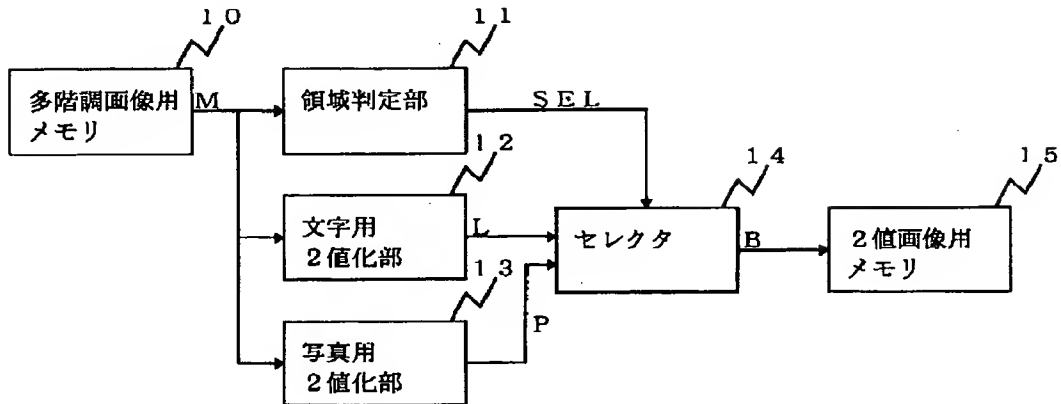 10
多階調画像用
メモリ
M
11
領域判定部
SEL
12
文字用
2値化部
L
13
写真用
2値化部
P
14
セレクタ
B
15
2値画像用
メモリ